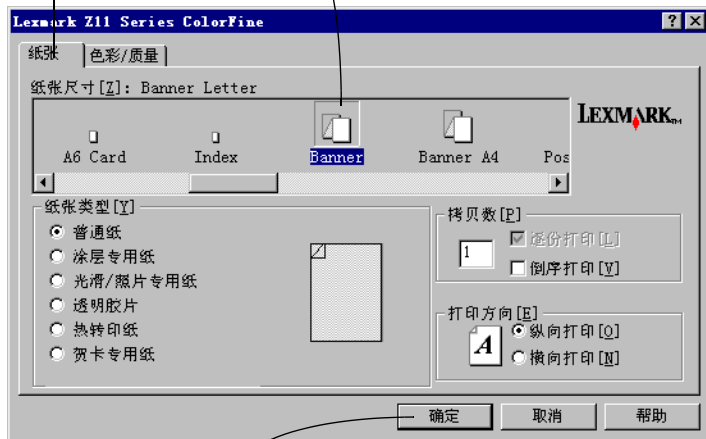 Lexmark Z11 Series ColorFine
纸张 色彩/质量
纸张尺寸[Z]: Banner Letter
LEXMARK™
A6 Card Index Banner Banner A4 Pos
纸张类型[Y]
普通纸
涂层专用纸
光滑/照片专用纸
透明胶片
热转印纸
贺卡专用纸
拷贝数[P]
1
逐份打印[L]
倒序打印[V]
打印方向[E]
A
纵向打印[O]
横向打印[N]
确定 取消 帮助